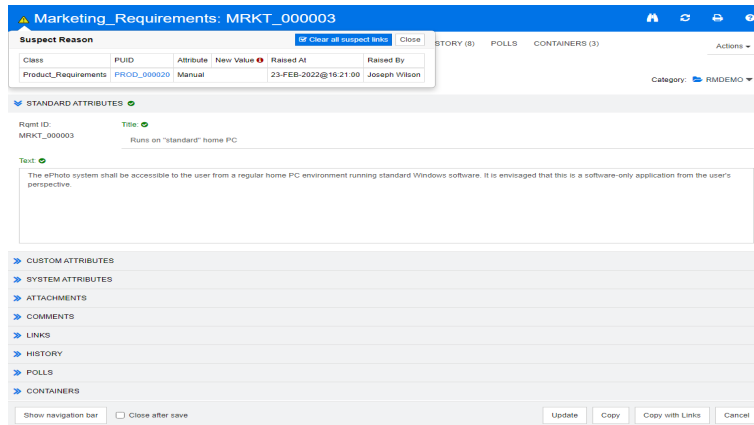 Marketing_Requirements: MRKT_000003
Suspect Reason
Clear all suspect links
Close
STORY (8) POLLS CONTAINERS (3)
Actions
Class PUID Attribute New Value Raised At Raised By
Product_Requirements PROD_000020 Manual 23-FEB-2022@16:21:00 Joseph Wilson
Category: RMDEMO
STANDARD ATTRIBUTES
Rqmt ID: Title:
MRKT_000003 Runs on "standard" home PC
Text:
The ePhoto system shall be accessible to the user from a regular home PC environment running standard Windows software. It is envisaged that this is a software-only application from the user's
perspective.
CUSTOM ATTRIBUTES
SYSTEM ATTRIBUTES
ATTACHMENTS
COMMENTS
LINKS
HISTORY
POLLS
CONTAINERS
Show navigation bar Close after save Update Copy Copy with Links Cancel